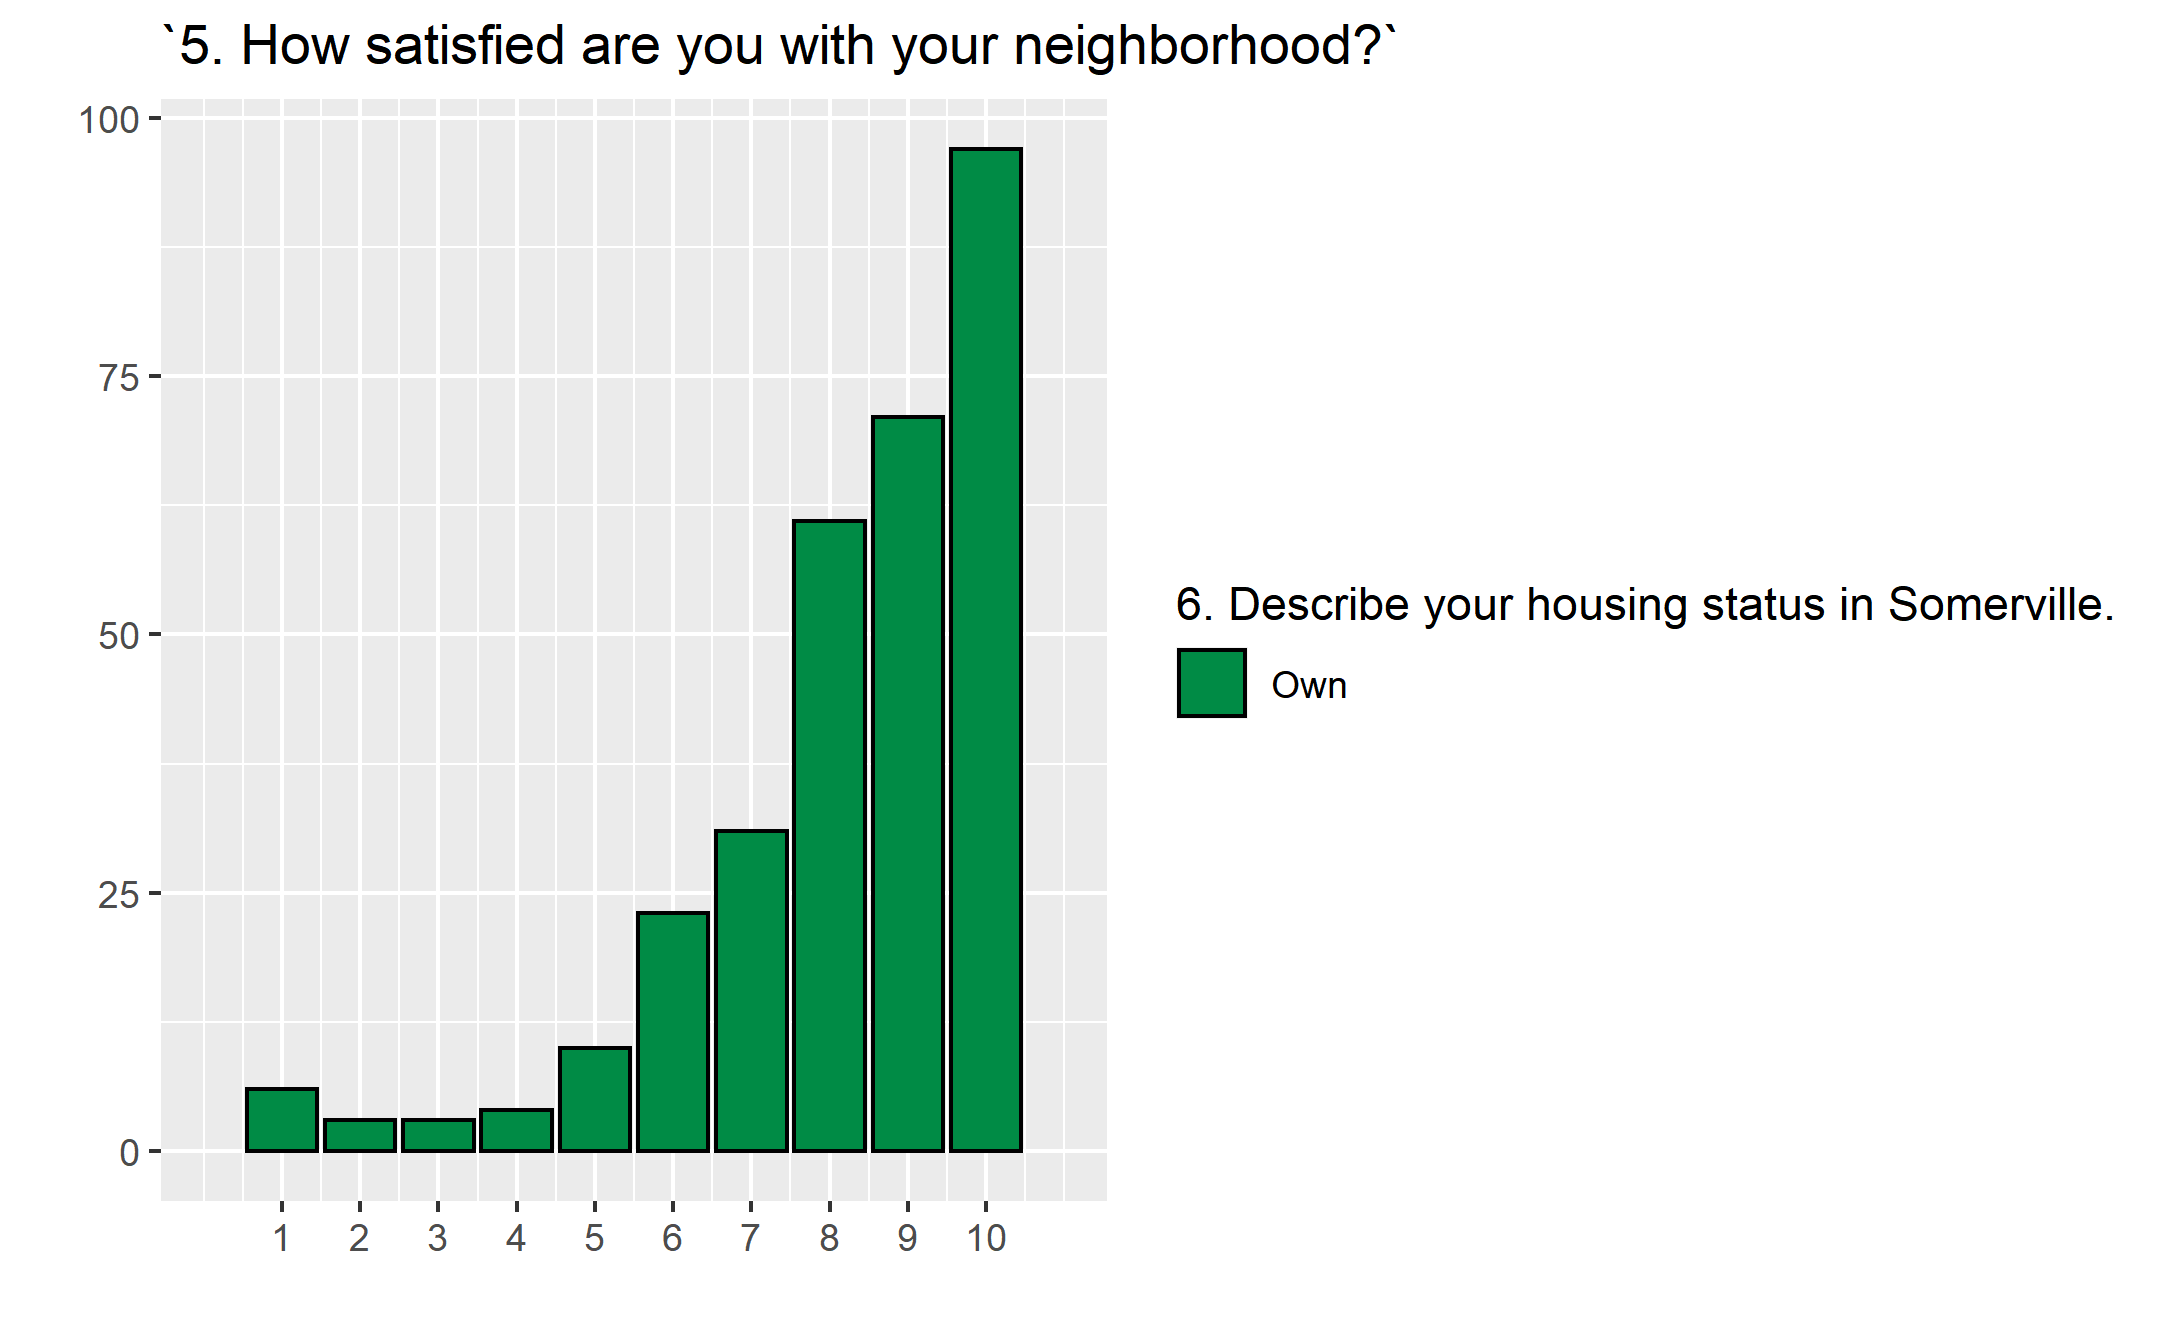 `5. How satisfied are you with your neighborhood?`
100
75
50
25
0
1 2 3 4 5 6 7 8 9 10
6. Describe your housing status in Somerville.
Own